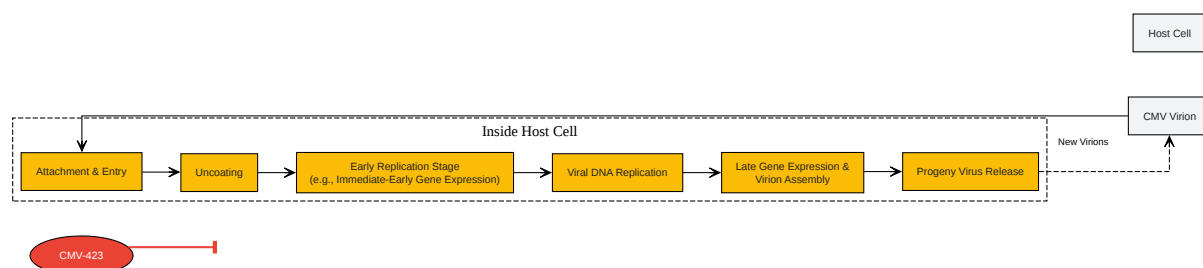 Host Cell
CMV Virion
Inside Host Cell
New Virions
Attachment & Entry
Uncoating
Early Replication Stage
(e.g., Immediate-Early Gene Expression)
Viral DNA Replication
Late Gene Expression &
Virion Assembly
Progeny Virus Release
CMV-423